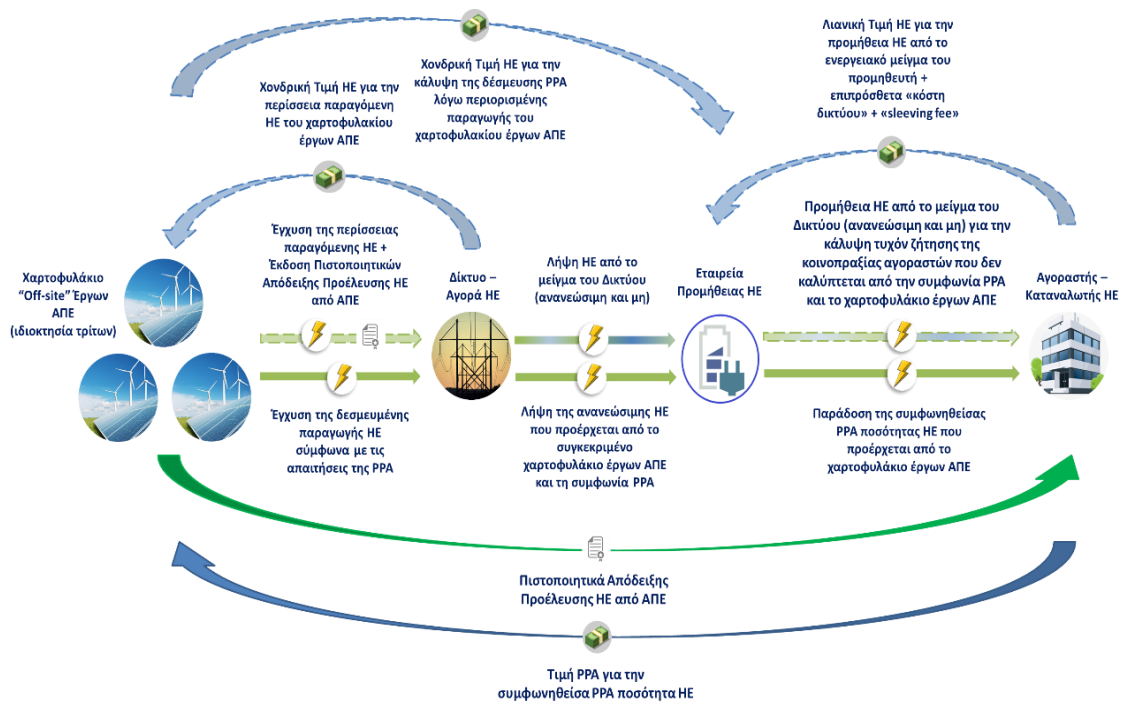 Χονδρική Τιμή ΗΕ για την
περίσσεια παραγόμενη
ΗΕ του χαρτοφυλακίου
έργων ΑΠΕ
Χονδρική Τιμή ΗΕ για την
κάλυψη της δέσμευσης PPA
λόγω περιορισμένης
παραγωγής του
χαρτοφυλακίου έργων ΑΠΕ
Λιανική Τιμή ΗΕ για την
προμήθεια ΗΕ από το
ενεργειακό μείγμα του
προμηθευτή +
επιπρόσθετα «κόστη
δικτύου» + «sleeving fee»
Χαρτοφυλάκιο
“Off-site” Έργων
ΑΠΕ
(ιδιοκτησία τρίτων)
Έγχυση της περίσσειας
παραγόμενης ΗΕ +
Έκδοση Πιστοποιητικών
Απόδειξης Προέλευσης ΗΕ
από ΑΠΕ
Δίκτυο –
Αγορά ΗΕ
Λήψη ΗΕ από το
μείγμα του Δικτύου
(ανανεώσιμη και μη)
Εταιρεία
Προμήθειας ΗΕ
Προμήθεια ΗΕ από το μείγμα του
Δικτύου (ανανεώσιμη και μη) για την
κάλυψη τυχόν ζήτησης της
κοινοπραξίας αγοραστών που δεν
καλύπτεται από την συμφωνία PPA
και το χαρτοφυλάκιο έργων ΑΠΕ
Αγοραστής –
Καταναλωτής ΗΕ
Έγχυση της δεσμευμένης
παραγωγής ΗΕ
σύμφωνα με τις
απαιτήσεις της PPA
Λήψη της ανανεώσιμης ΗΕ
που προέρχεται από το
συγκεκριμένο
χαρτοφυλάκιο έργων ΑΠΕ
και τη συμφωνία PPA
Παράδοση της συμφωνηθείσας
PPA ποσότητας ΗΕ που
προέρχεται από το
χαρτοφυλάκιο έργων ΑΠΕ
Πιστοποιητικά Απόδειξης
Προέλευσης ΗΕ από ΑΠΕ
Τιμή PPA για την
συμφωνηθείσα PPA ποσότητα ΗΕ